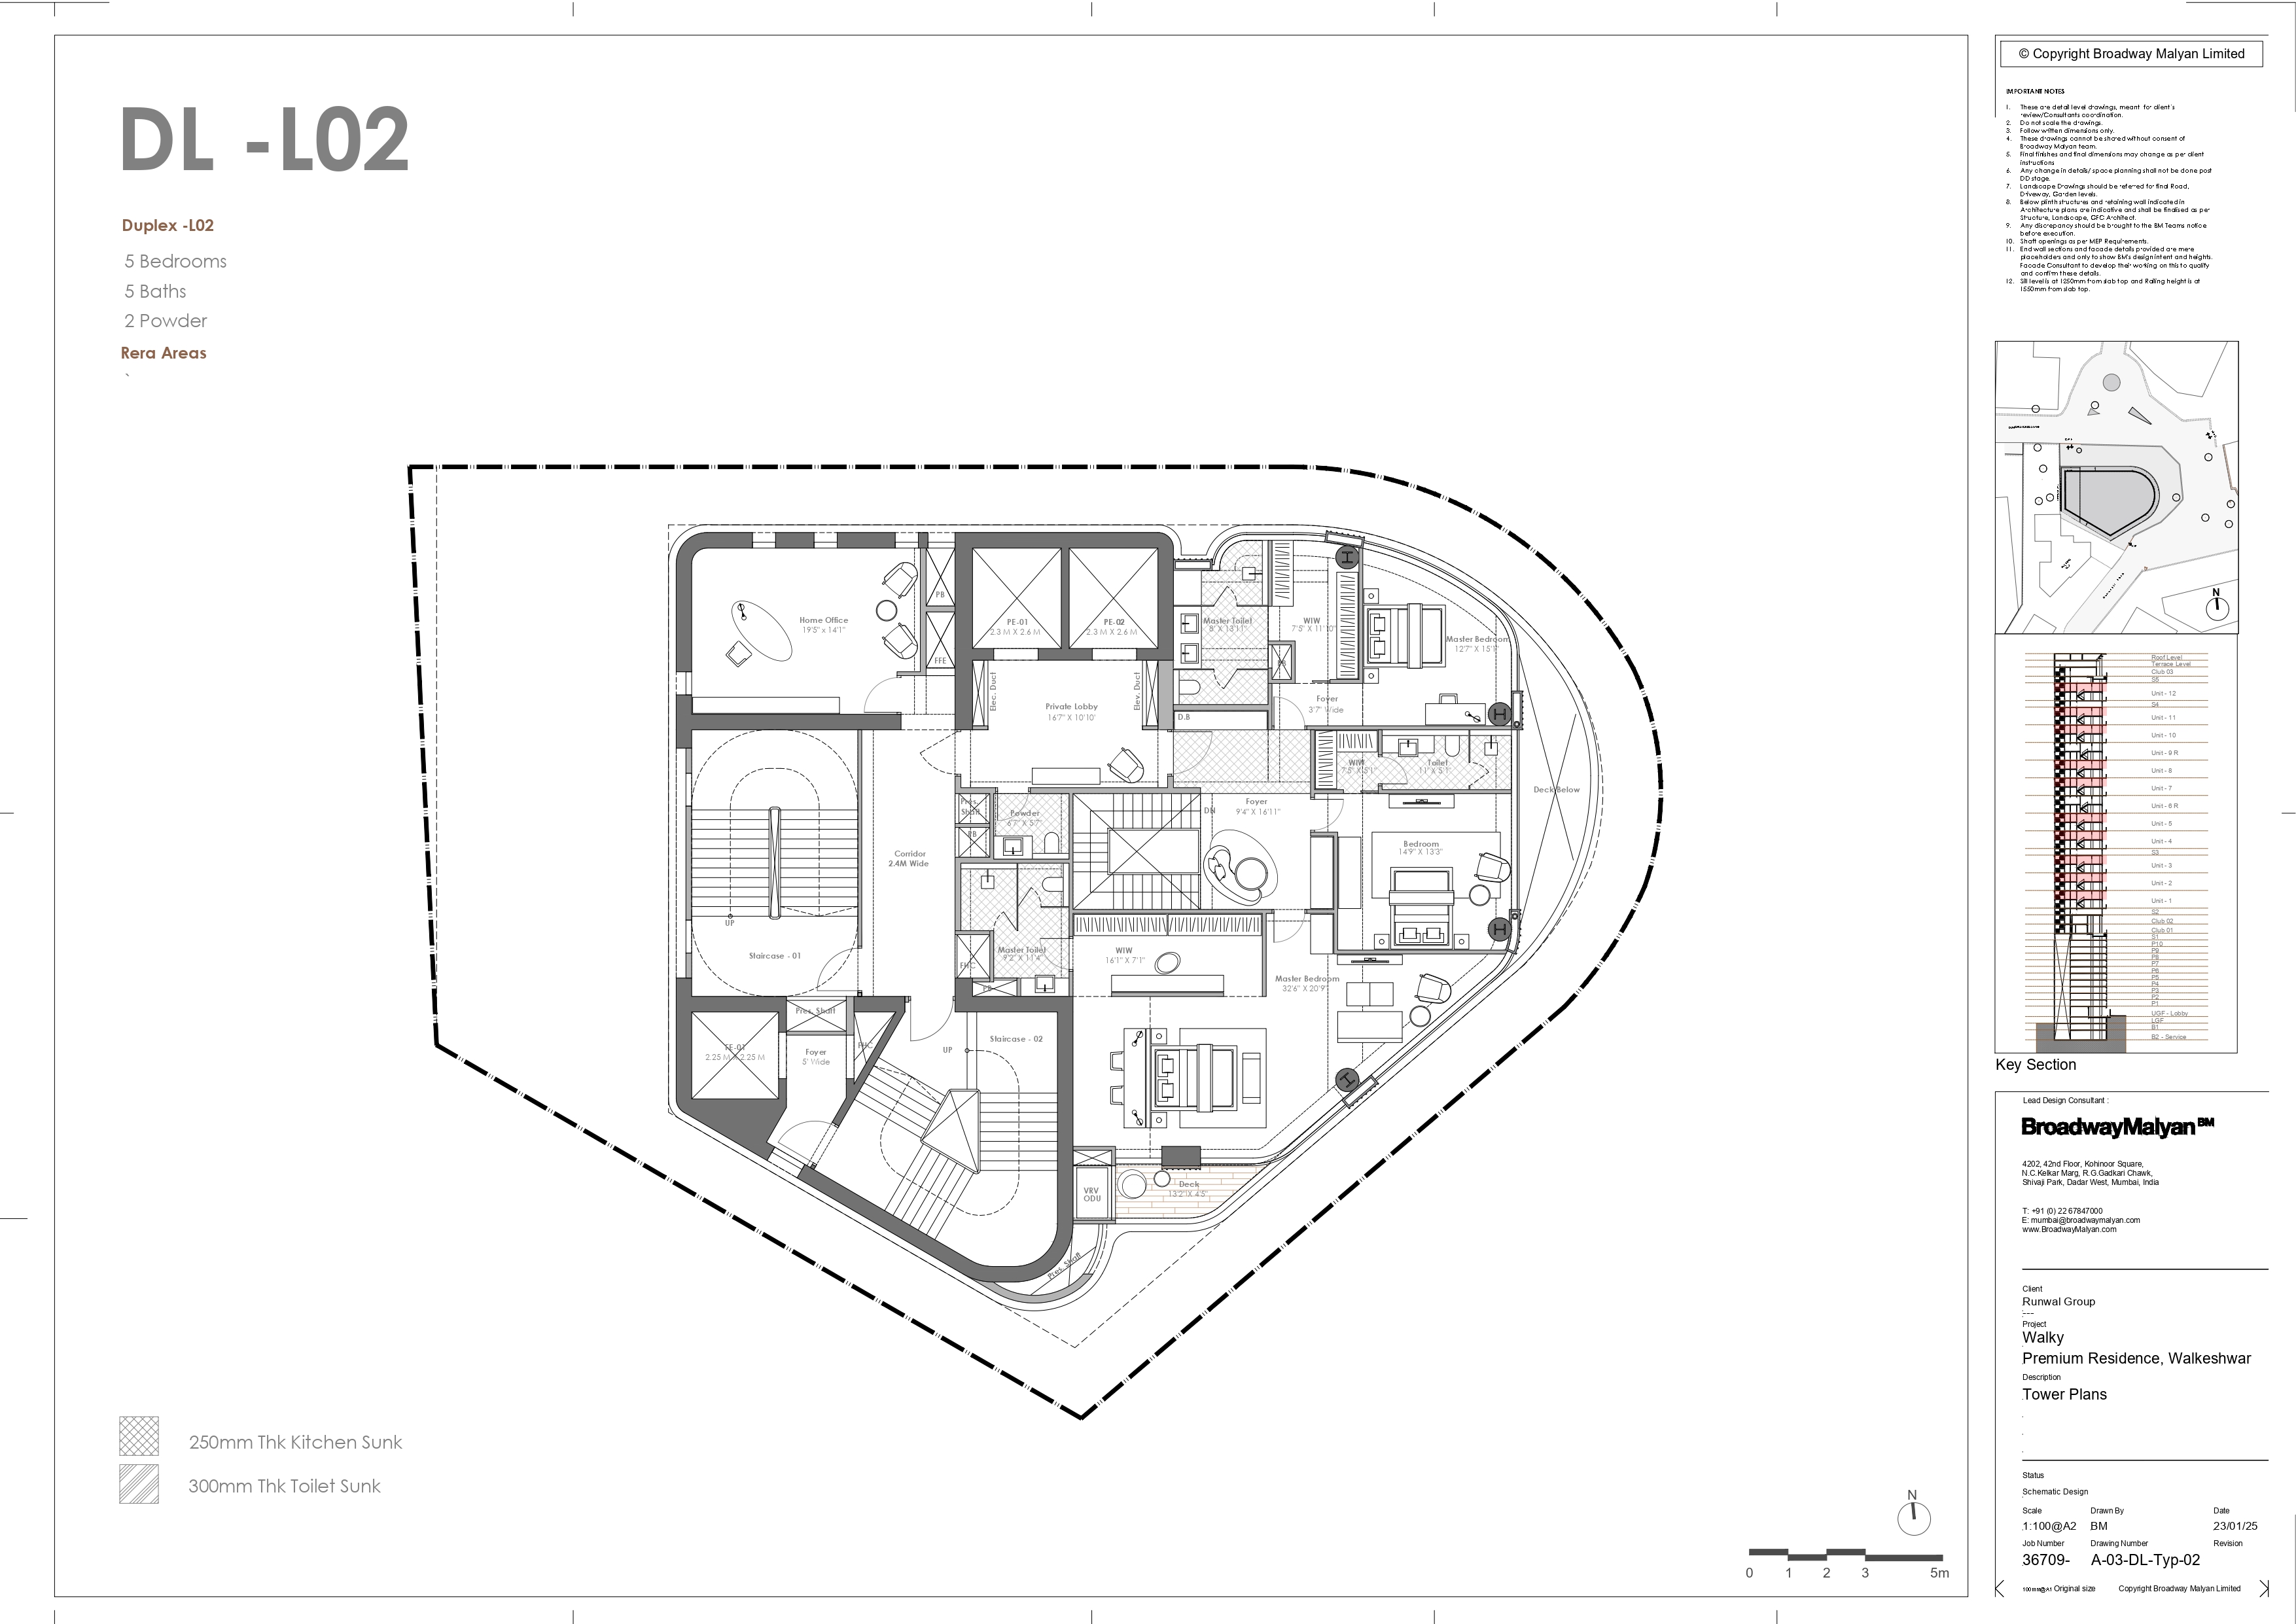 DL -L02
Duplex -L02
5 Bedrooms
5 Baths
2 Powder
Rera Areas
Home Office
19'5" x 14'1"
PB
FFE
PE-01
2.3 M X 2.6 M
PE-02
2.3 M X 2.6 M
Elec. Duct
Elev. Duct
Private Lobby
16'7" X 10'10'
Master Toilet
8' X 13'11"
WIW
Master Bedroom
Foyer
3'7" Wide
D.B
WIW
7'5" X 5'1"
Toilet
11' X 5'1"
Deck Below
Pres. Shaft
PB
Powder
6'7" X 5'7"
DN
Foyer
9'4" X 16'11"
Bedroom
14'9" X 13'3"
Corridor
2.4M Wide
UP
Staircase - 01
Master Toilet
9'2" X 11'4"
FHC
WIW
16'1" X 7'1"
Master Bedroom
32'6" X 20'9"
Pres. Shaft
FE-01
2.25 M X 2.25 M
Foyer
5' Wide
FHC
UP
Staircase - 02
VRV
ODU
Deck
13'2" X 4'5"
Pres. Shaft
250mm Thk Kitchen Sunk
300mm Thk Toilet Sunk
N
0 1 2 3 5m
© Copyright Broadway Malyan Limited
IMPORTANT NOTES
1. These are detail level drawings, meant for client's
review/Consultants coordination.
2. Do not scale the drawings.
3. Follow written dimensions only.
4. These drawings cannot be shared without consent of
Broadway Malyan team.
5. Final finishes and final dimensions may change as per client
instructions
6. Any change in details/ space planning shall not be done post
DD stage.
7. Landscape Drawings should be referred for final Road,
Driveway, Garden levels.
8. Below plinth structures and retaining wall indicated in
Architecture plans are indicative and shall be finalised as per
Structure, Landscape, GFC Architect.
9. Any discrepancy should be brought to the BM Teams notice
before execution.
10. Shaft openings as per MEP Requirements.
11. End wall sections and facade details provided are mere
placeholders and only to show BM's design intent and heights.
Facade Consultant to develop their working on this to qualify
and confirm these details.
12. Sill level is at 1250mm from slab top and Railing height is at
1550mm from slab top.
N
Roof Level
Terrace Level
Club 03
S5
Unit - 12
S4
Unit - 11
Unit - 10
Unit - 9 R
Unit - 8
Unit - 7
Unit - 6 R
Unit - 5
Unit - 4
S3
Unit - 3
Unit - 2
Unit - 1
S2
Club 02
Club 01
S1
P10
P9
P8
P7
P6
P5
P4
P3
P2
P1
UGF - Lobby
LGF
B1
B2 - Service
Key Section
Lead Design Consultant :
BroadwayMalyan BM
4202, 42nd Floor, Kohinoor Square,
N.C.Kelkar Marg, R.G.Gadkari Chawk,
Shivaji Park, Dadar West, Mumbai, India
T: +91 (0) 22 67847000
E: mumbai@broadwaymalyan.com
www.BroadwayMalyan.com
Client
Runwal Group
---
Project
Walky
Premium Residence, Walkeshwar
Description
Tower Plans
Status
Schematic Design
Scale Drawn By Date
1:100@A2 BM 23/01/25
Job Number Drawing Number Revision
36709- A-03-DL-Typ-02
100mm@A1 Original size Copyright Broadway Malyan Limited